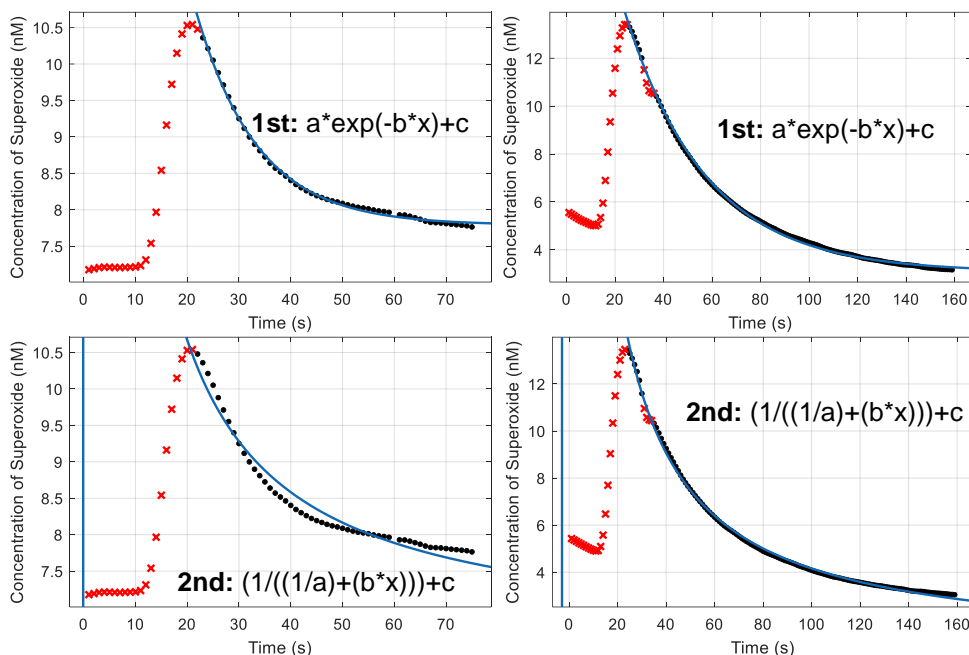 Concentration of Superoxide (nM)
10.5
10
9.5
9
8.5
8
7.5
1st: a*exp(-b*x)+c
0 10 20 30 40 50 60 70
Time (s)
Concentration of Superoxide (nM)
12
10
8
6
4
1st: a*exp(-b*x)+c
0 20 40 60 80 100 120 140 160
Time (s)
Concentration of Superoxide (nM)
10.5
10
9.5
9
8.5
8
7.5
2nd: (1/((1/a)+(b*x)))+c
0 10 20 30 40 50 60 70
Time (s)
Concentration of Superoxide (nM)
12
10
8
6
4
2nd: (1/((1/a)+(b*x)))+c
0 20 40 60 80 100 120 140 160
Time (s)